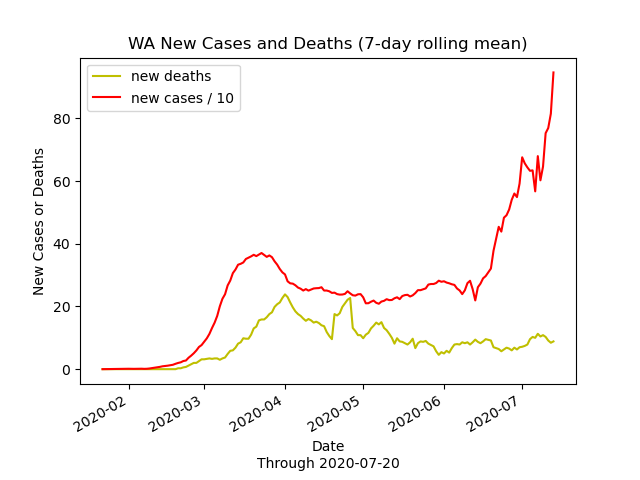 WA New Cases and Deaths (7-day rolling mean)
new deaths
new cases / 10
New Cases or Deaths
80
60
40
20
0
2020-02
2020-03
2020-04
2020-05
2020-06
2020-07
Date
Through 2020-07-20